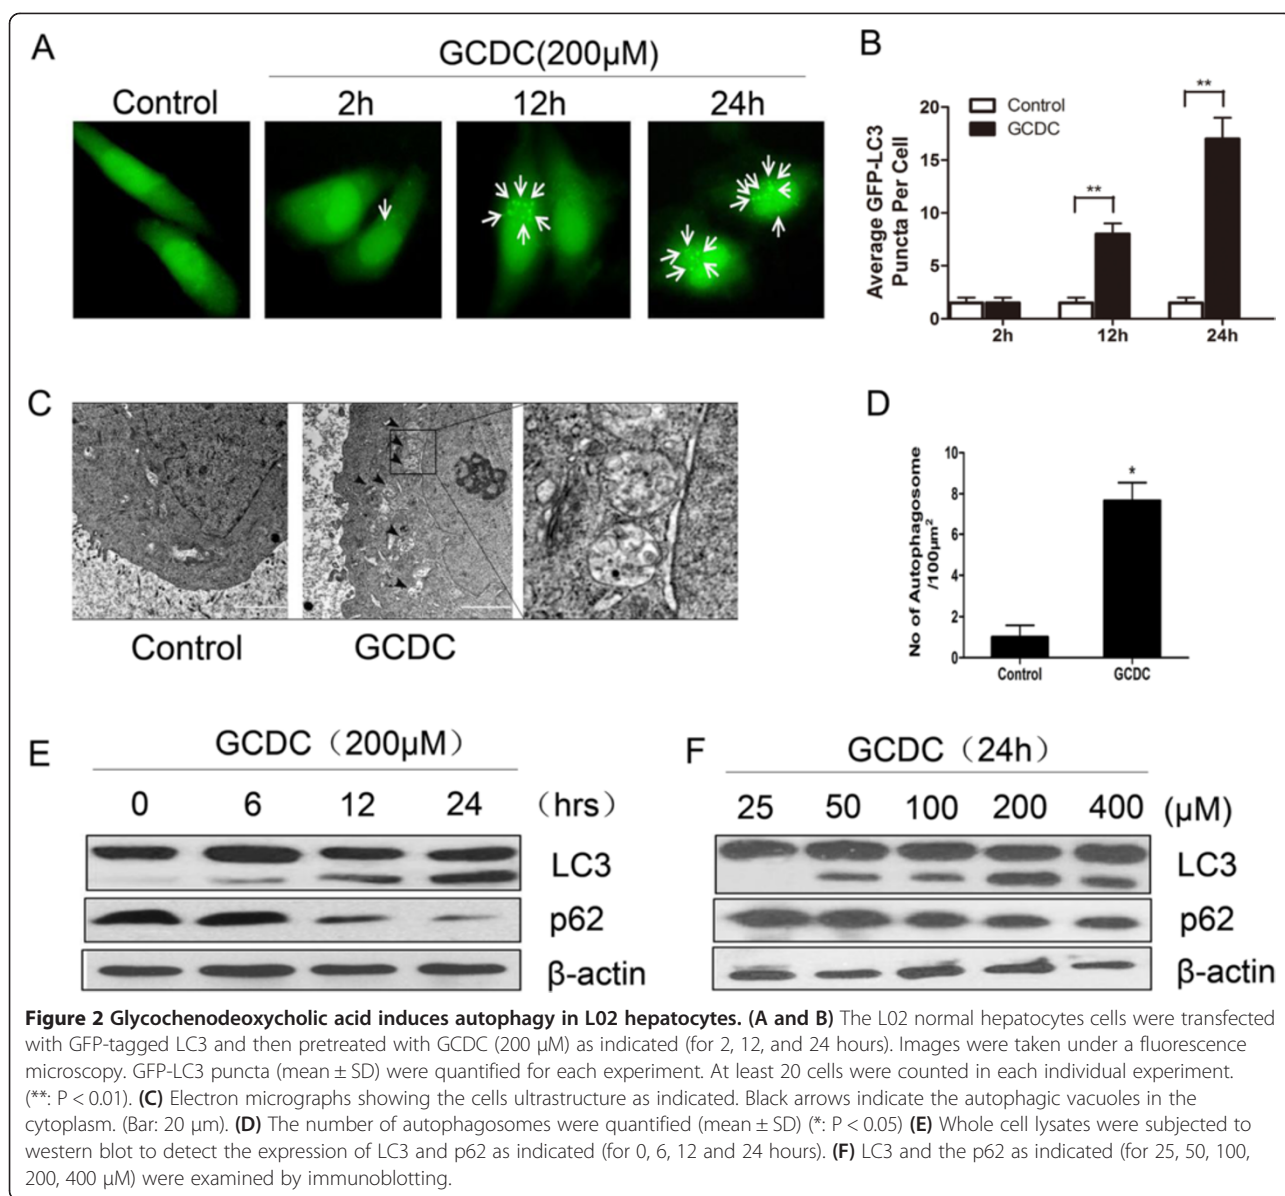 A
GCDC(200μM)
Control 2h 12h 24h
B
Control
GCDC
**
**
20
15
10
5
0
Average GFP-LC3
Puncta Per Cell
2h 12h 24h
C
Control GCDC
D
*
10
8
6
4
2
0
No of Autophagosome
/100μm²
Control GCDC
E
GCDC（200μM）
0 6 12 24 （hrs）
LC3
p62
β-actin
F
GCDC（24h）
25 50 100 200 400 (μM)
LC3
p62
β-actin
Figure 2 Glycochenodeoxycholic acid induces autophagy in L02 hepatocytes. (A and B) The L02 normal hepatocytes cells were transfected
with GFP-tagged LC3 and then pretreated with GCDC (200 μM) as indicated (for 2, 12, and 24 hours). Images were taken under a fluorescence
microscopy. GFP-LC3 puncta (mean ± SD) were quantified for each experiment. At least 20 cells were counted in each individual experiment.
(**: P < 0.01). (C) Electron micrographs showing the cells ultrastructure as indicated. Black arrows indicate the autophagic vacuoles in the
cytoplasm. (Bar: 20 μm). (D) The number of autophagosomes were quantified (mean ± SD) (*: P < 0.05) (E) Whole cell lysates were subjected to
western blot to detect the expression of LC3 and p62 as indicated (for 0, 6, 12 and 24 hours). (F) LC3 and the p62 as indicated (for 25, 50, 100,
200, 400 μM) were examined by immunoblotting.